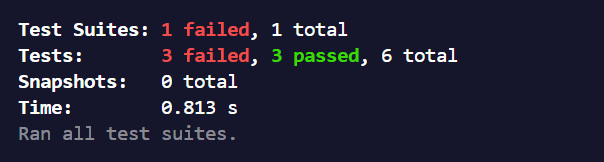 Test Suites: 1 failed, 1 total
Tests:       3 failed, 3 passed, 6 total
Snapshots:   0 total
Time:        0.813 s
Ran all test suites.